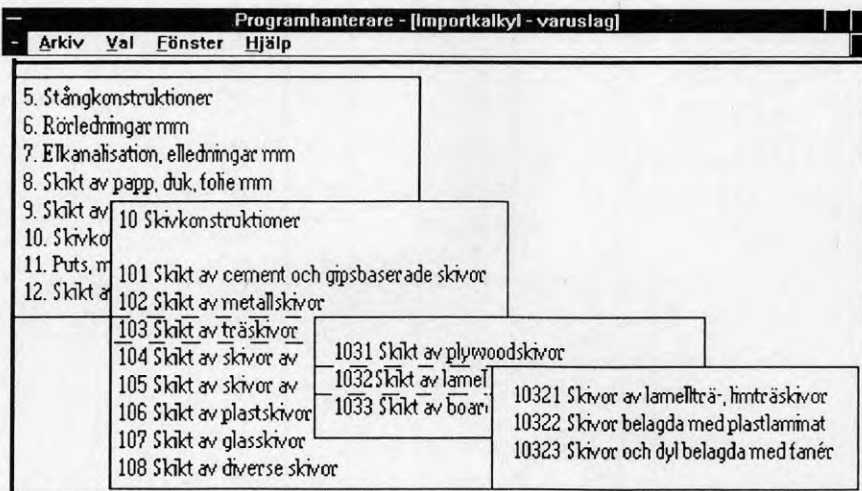 Programhanterare - [Importkalkyl - varuslag]
Arkiv Val Fönster Hjälp
5. Stångkonstruktioner
6. Rörledningar mm
7. Elkanalisation, elledningar mm
8. Skikt av papp, duk, folie mm
9. Skikt av
10. Skivko
11. Puts, m
12. Skikt a
10 Skivkonstruktioner
101 Skikt av cement och gipsbaserade skivor
102 Skikt av metallskivor
103 Skikt av träskivor
104 Skikt av skivor av
105 Skikt av skivor av
106 Skikt av plastskivor
107 Skikt av glasskivor
108 Skikt av diverse skivor
1031 Skikt av plywoodskivor
1032 Skikt av lamel
1033 Skikt av boar
10321 Skivor av lamellträ-, limträskivor
10322 Skivor belagda med plastlaminat
10323 Skivor och dyl belagda med fanér